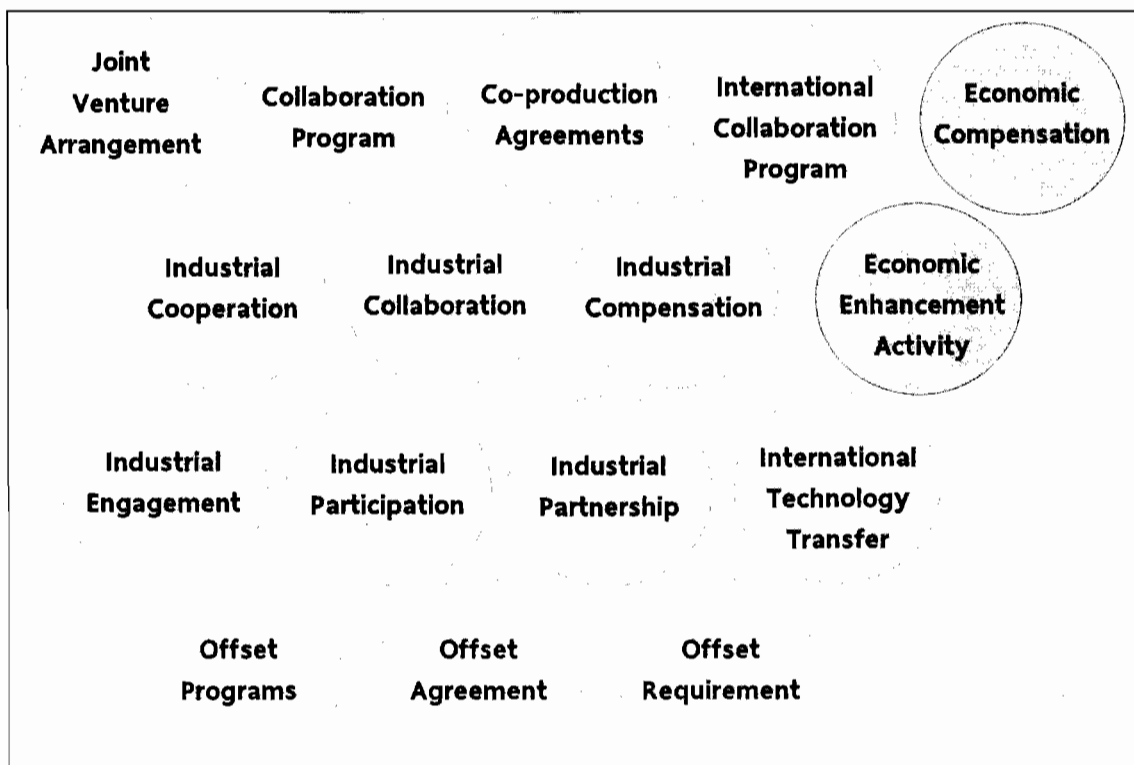 Joint
Venture
Arrangement
Collaboration
Program
Co-production
Agreements
International
Collaboration
Program
Economic
Compensation
Industrial
Cooperation
Industrial
Collaboration
Industrial
Compensation
Economic
Enhancement
Activity
Industrial
Engagement
Industrial
Participation
Industrial
Partnership
International
Technology
Transfer
Offset
Programs
Offset
Agreement
Offset
Requirement